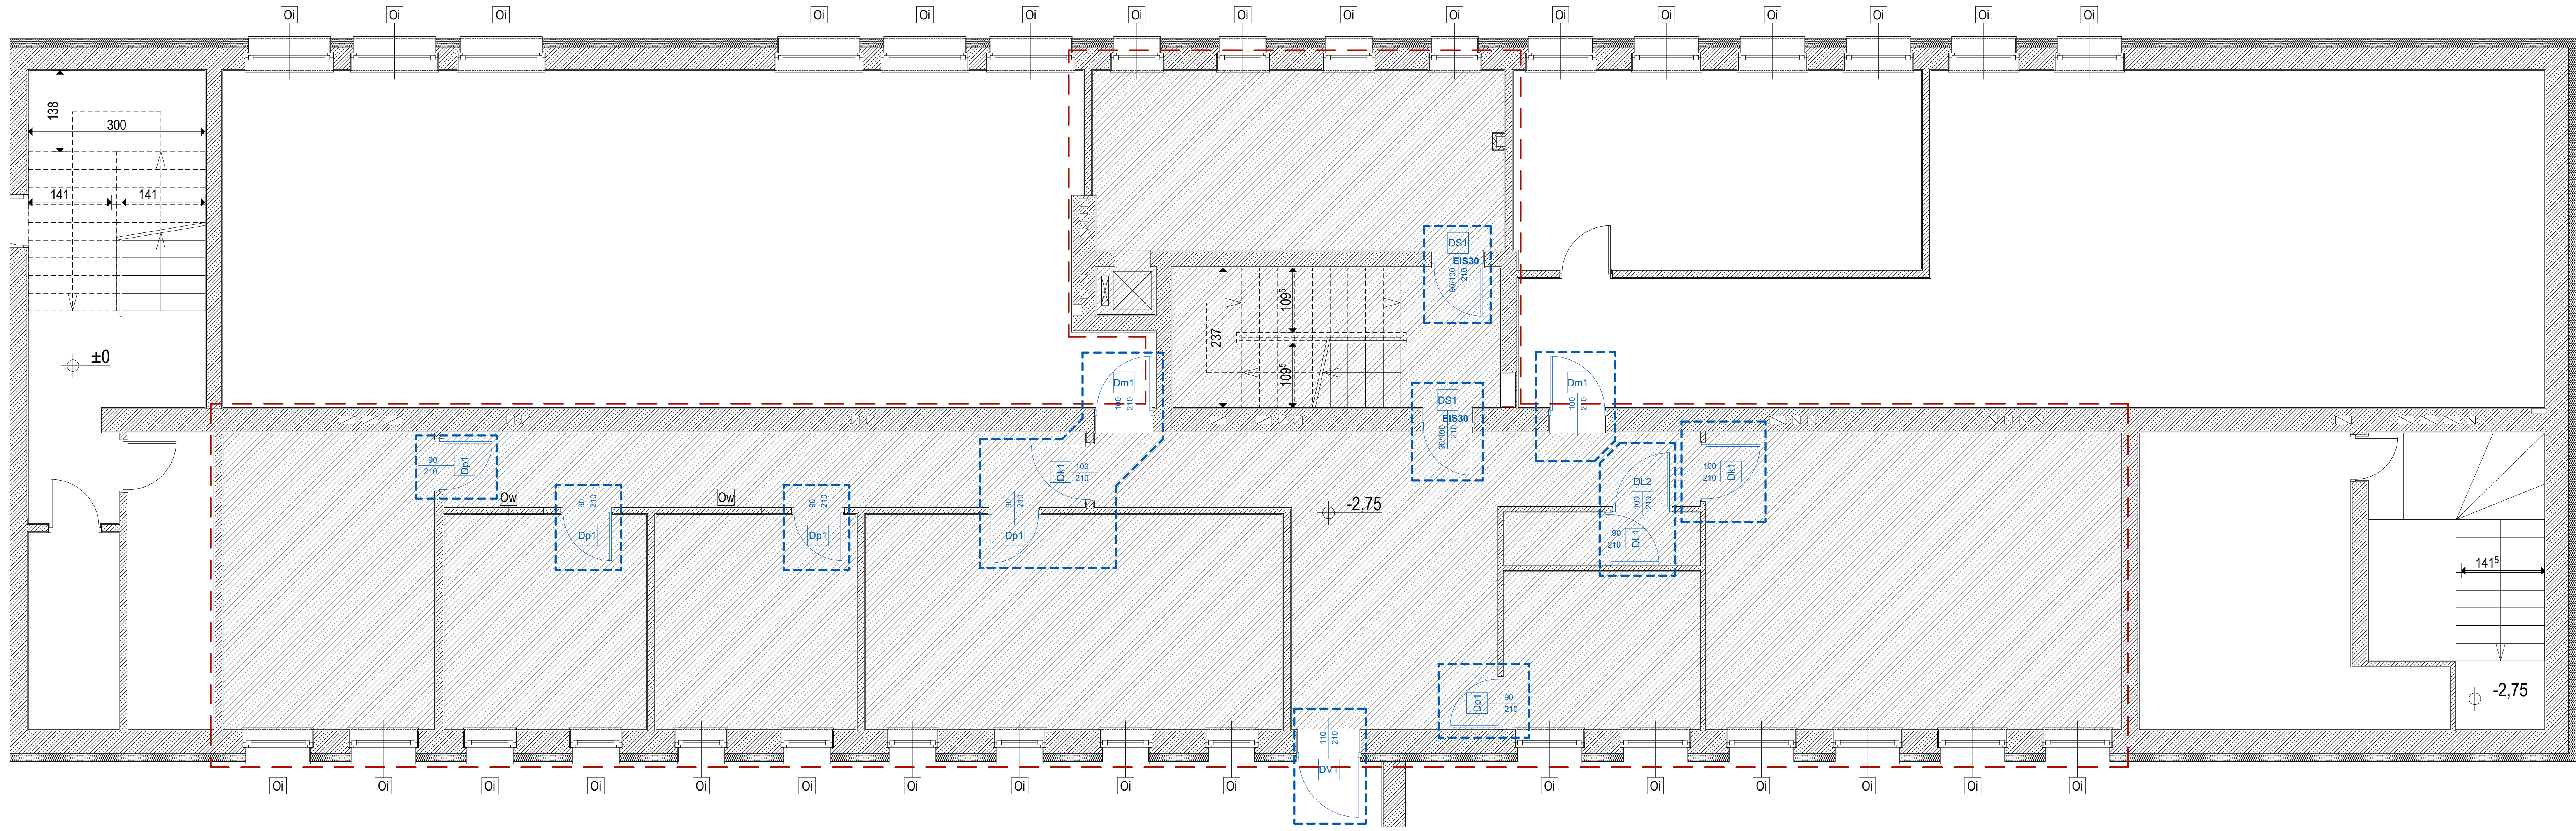 Oi Oi Oi Oi Oi Oi Oi Oi Oi Oi Oi Oi Oi Oi Oi Oi
138
300
141 141
DS1
EIS30
90/100
210
109⁵
237
109⁵
±0
Dm1
100
210
DS1
EIS30
90/100
210
Dm1
100
210
Dp1
90
210
Ow
Dp1
90
210
Ow
Dp1
90
210
Dk1
100
210
Dp1
90
210
-2,75
DL2
100
210
DL1
90
210
Dk1
100
210
141⁵
-2,75
Dp1
90
210
DV1
110
210
Oi Oi Oi Oi Oi Oi Oi Oi Oi Oi Oi Oi Oi Oi Oi Oi